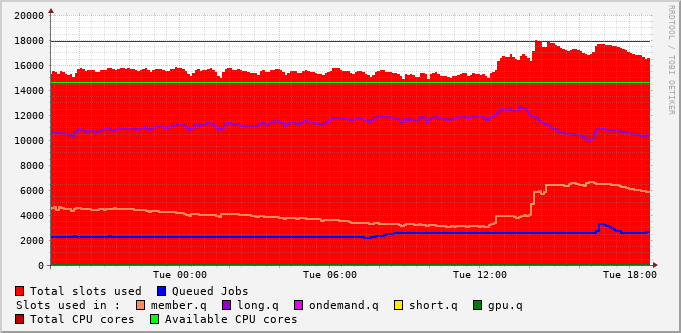 20000
18000
16000
14000
12000
10000
8000
6000
4000
2000
0
Tue 00:00 Tue 06:00 Tue 12:00 Tue 18:00
Total slots used Queued Jobs
Slots used in : member.q long.q ondemand.q short.q gpu.q
Total CPU cores Available CPU cores
RRDTOOL / TOBI OETIKER